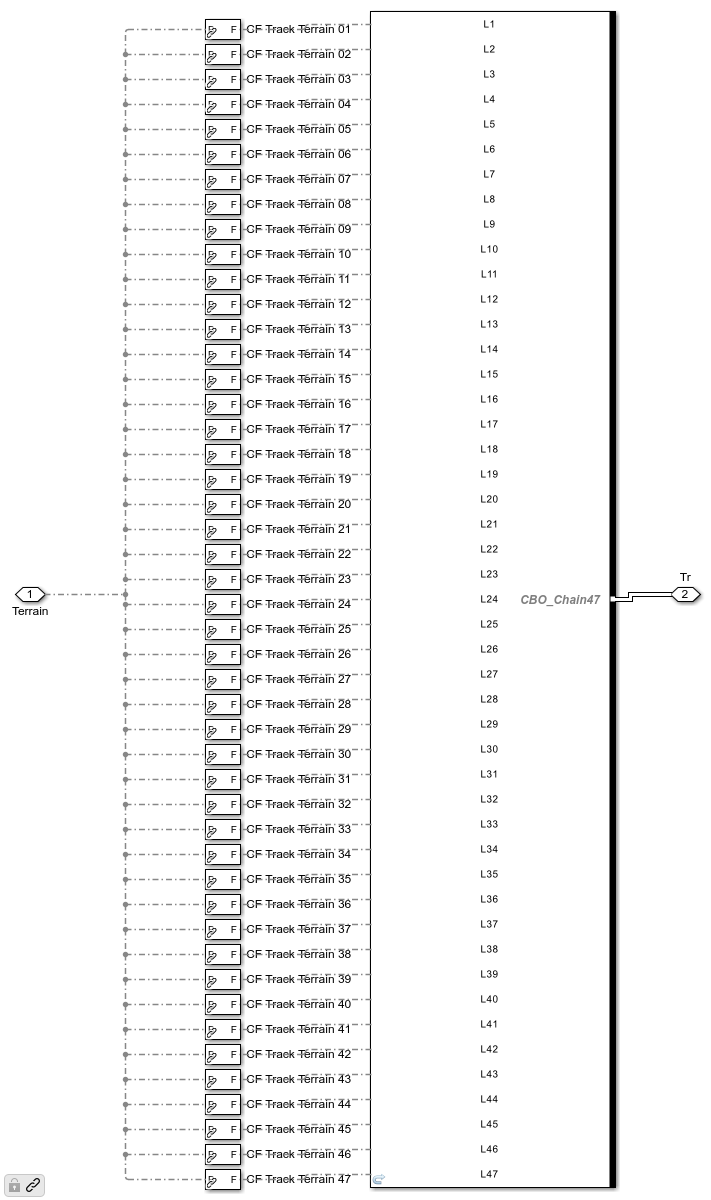 F CF Track Terrain 01 L1
F CF Track Terrain 02 L2
F CF Track Terrain 03 L3
F CF Track Terrain 04 L4
F CF Track Terrain 05 L5
F CF Track Terrain 06 L6
F CF Track Terrain 07 L7
F CF Track Terrain 08 L8
F CF Track Terrain 09 L9
F CF Track Terrain 10 L10
F CF Track Terrain 11 L11
F CF Track Terrain 12 L12
F CF Track Terrain 13 L13
F CF Track Terrain 14 L14
F CF Track Terrain 15 L15
F CF Track Terrain 16 L16
F CF Track Terrain 17 L17
F CF Track Terrain 18 L18
F CF Track Terrain 19 L19
F CF Track Terrain 20 L20
F CF Track Terrain 21 L21
F CF Track Terrain 22 L22
F CF Track Terrain 23 L23
Tr
1 F CF Track Terrain 24 L24 CBO_Chain47 2
Terrain
F CF Track Terrain 25 L25
F CF Track Terrain 26 L26
F CF Track Terrain 27 L27
F CF Track Terrain 28 L28
F CF Track Terrain 29 L29
F CF Track Terrain 30 L30
F CF Track Terrain 31 L31
F CF Track Terrain 32 L32
F CF Track Terrain 33 L33
F CF Track Terrain 34 L34
F CF Track Terrain 35 L35
F CF Track Terrain 36 L36
F CF Track Terrain 37 L37
F CF Track Terrain 38 L38
F CF Track Terrain 39 L39
F CF Track Terrain 40 L40
F CF Track Terrain 41 L41
F CF Track Terrain 42 L42
F CF Track Terrain 43 L43
F CF Track Terrain 44 L44
F CF Track Terrain 45 L45
F CF Track Terrain 46 L46
F CF Track Terrain 47 L47